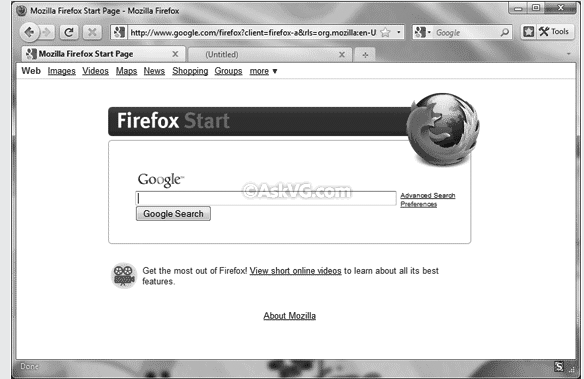 Mozilla Firefox Start Page - Mozilla Firefox
http://www.google.com/firefox?client=firefox-a&rls=org.mozilla:en-U
Google
Tools
Mozilla Firefox Start Page
(Untitled)
Web Images Videos Maps News Shopping Groups more ▼
Firefox Start
Google™
©AskVG.com
Advanced Search
Preferences
Google Search
Get the most out of Firefox! View short online videos to learn about all its best
features.
About Mozilla
Done
S